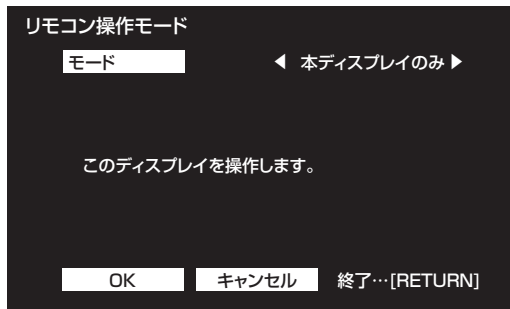 リモコン操作モード
モード ◀ 本ディスプレイのみ ▶
このディスプレイを操作します。
OK キャンセル 終了…[RETURN]